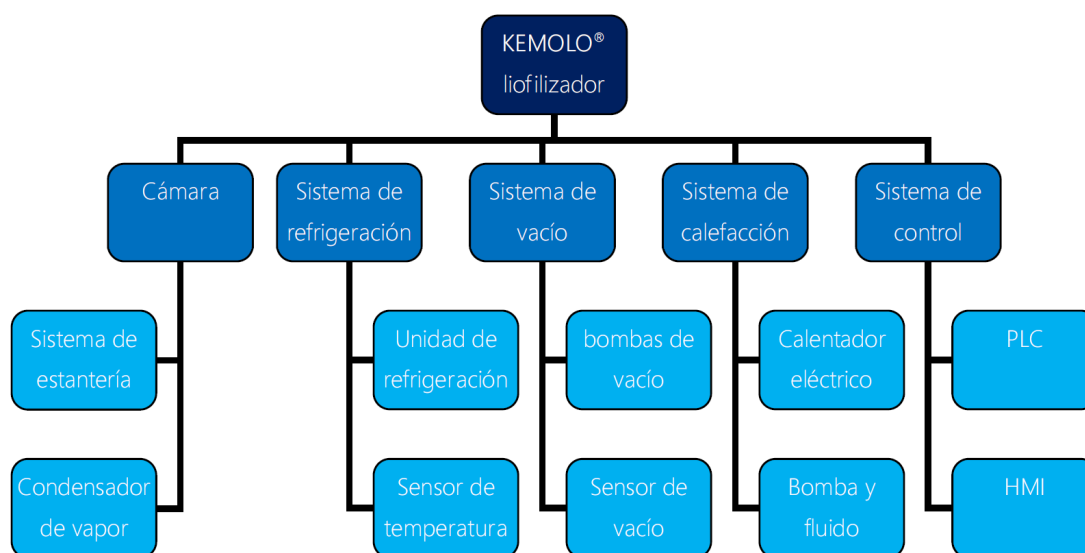 KEMOLO®
liofilizador
Cámara
Sistema de
refrigeración
Sistema de
vacío
Sistema de
calefacción
Sistema de
control
Sistema de
estantería
Unidad de
refrigeración
bombas de
vacío
Calentador
eléctrico
PLC
Condensador
de vapor
Sensor de
temperatura
Sensor de
vacío
Bomba y
fluido
HMI